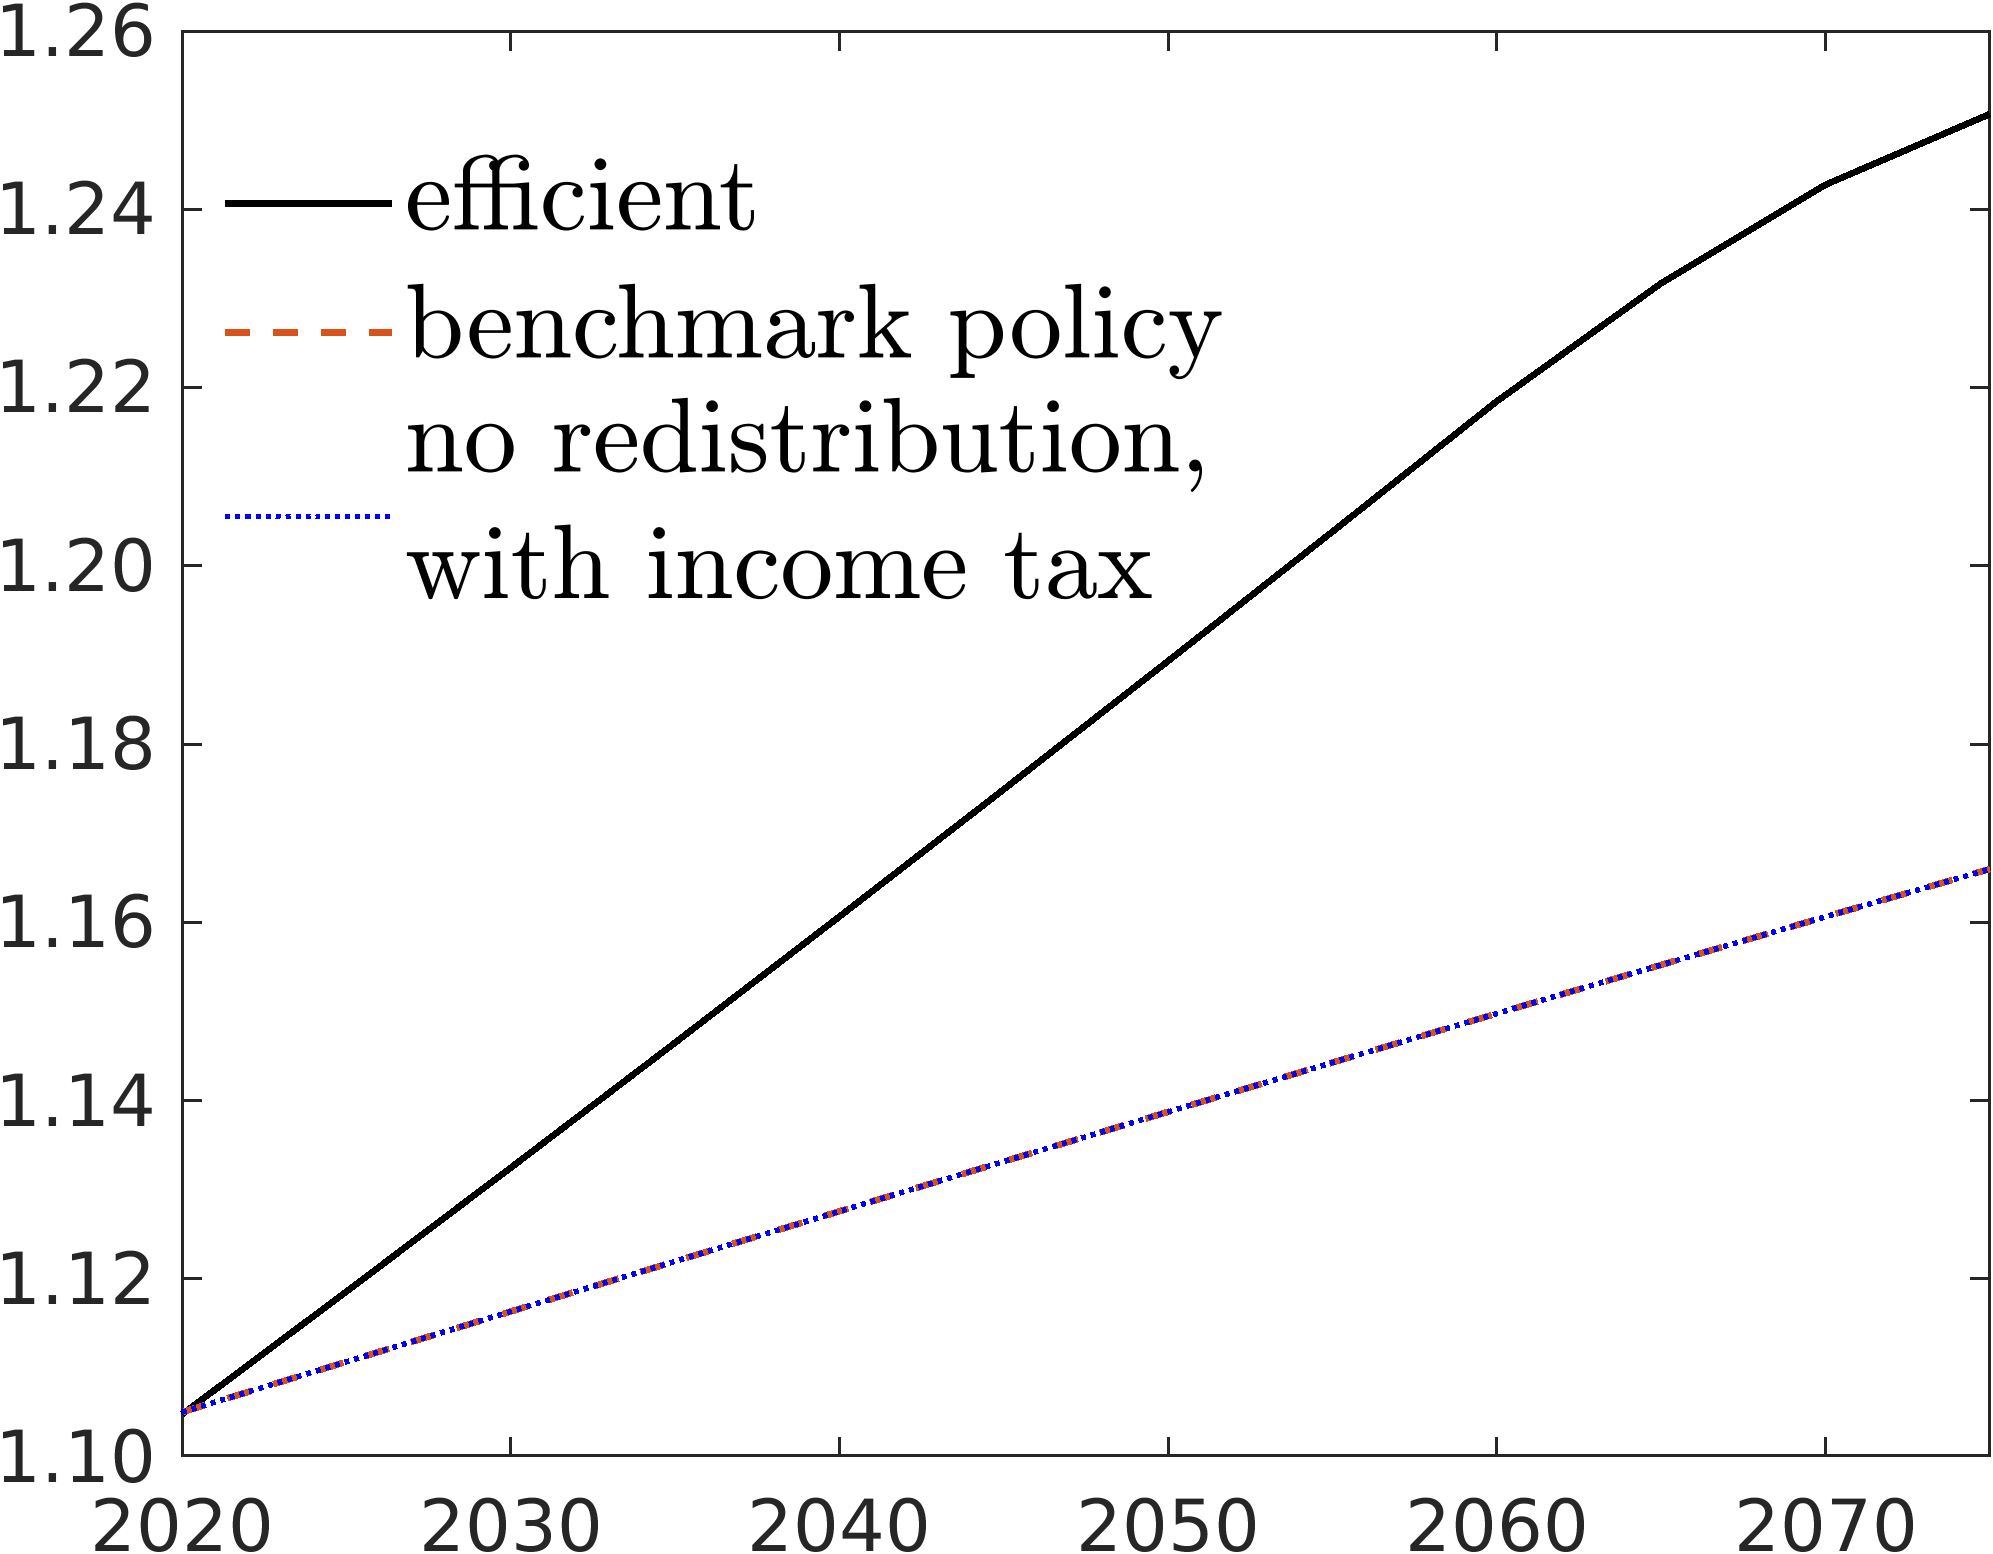 1.26
1.24
1.22
1.20
1.18
1.16
1.14
1.12
1.10
efficient
benchmark policy
no redistribution,
with income tax
2020 2030 2040 2050 2060 2070